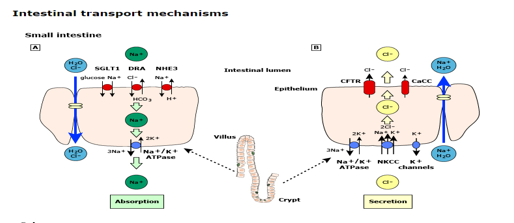 Intestinal transport mechanisms
Small intestine
A
H₂O
Cl−
SGLT1
glucose Na+
Na+
DRA
Cl−
HCO₃−
NHE3
Na+
H+
Na+
H₂O
Cl−
3Na+
2K+
Na+/K+
ATPase
Na+
Absorption
Intestinal lumen
Epithelium
Villus
Crypt
B
Cl−
CFTR
Cl−
Cl−
CaCC
Na+
H₂O
Cl−
2Cl−
3Na+
2K+
Na+ K+
K+
Na+/K+
ATPase
NKCC
K+
channels
Na+
H₂O
Cl−
Secretion